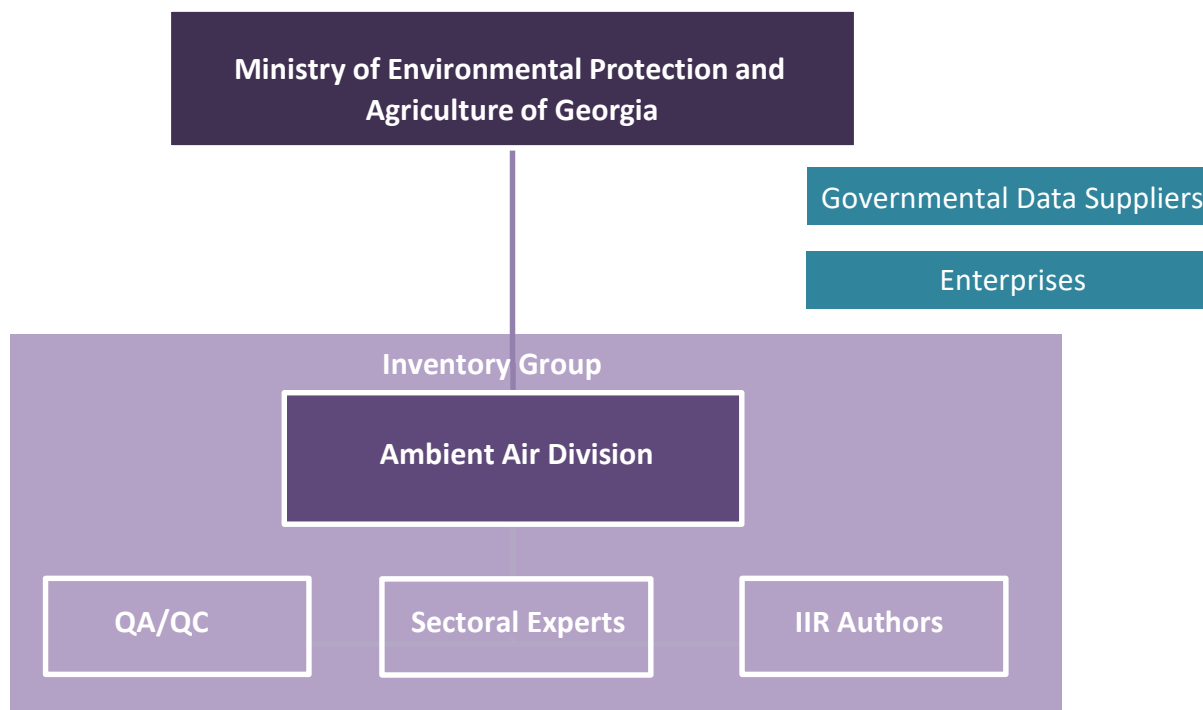 Ministry of Environmental Protection and
Agriculture of Georgia
Governmental Data Suppliers
Enterprises
Inventory Group
Ambient Air Division
QA/QC
Sectoral Experts
IIR Authors